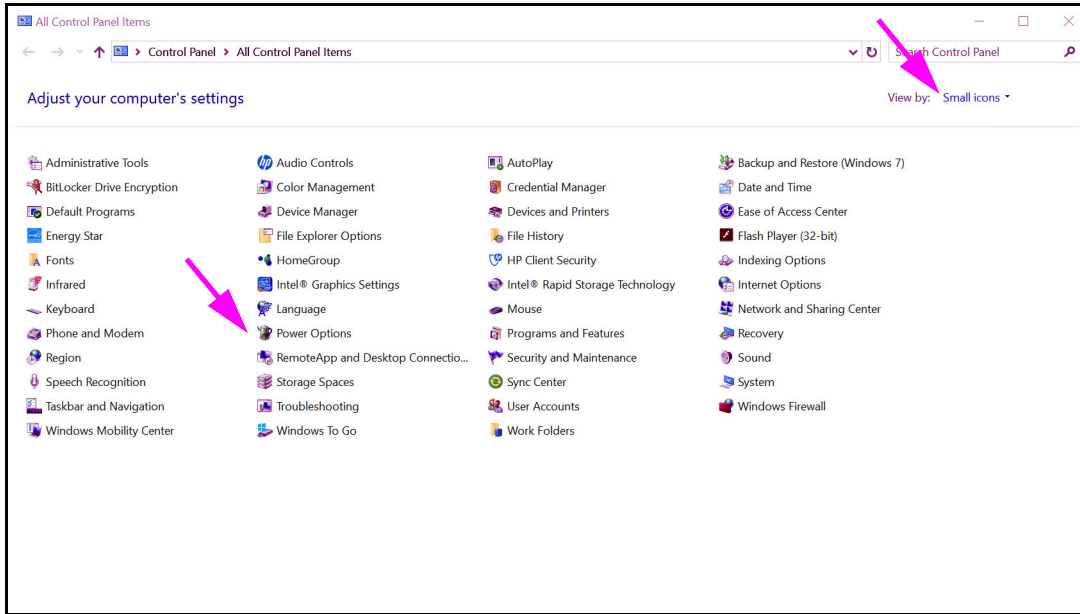 All Control Panel Items
Control Panel > All Control Panel Items
Search Control Panel
Adjust your computer's settings
View by: Small icons
Administrative Tools
Audio Controls
AutoPlay
Backup and Restore (Windows 7)
BitLocker Drive Encryption
Color Management
Credential Manager
Date and Time
Default Programs
Device Manager
Devices and Printers
Ease of Access Center
Energy Star
File Explorer Options
File History
Flash Player (32-bit)
Fonts
HomeGroup
HP Client Security
Indexing Options
Infrared
Intel® Graphics Settings
Intel® Rapid Storage Technology
Internet Options
Keyboard
Language
Mouse
Network and Sharing Center
Phone and Modem
Power Options
Programs and Features
Recovery
Region
RemoteApp and Desktop Connectio...
Security and Maintenance
Sound
Speech Recognition
Storage Spaces
Sync Center
System
Taskbar and Navigation
Troubleshooting
User Accounts
Windows Firewall
Windows Mobility Center
Windows To Go
Work Folders